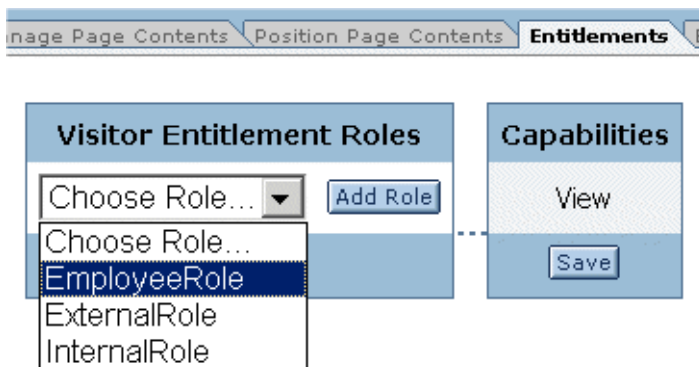 nage Page Contents Position Page Contents Entitlements
Visitor Entitlement Roles Capabilities
Choose Role... Add Role View
Choose Role...
EmployeeRole Save
ExternalRole
InternalRole